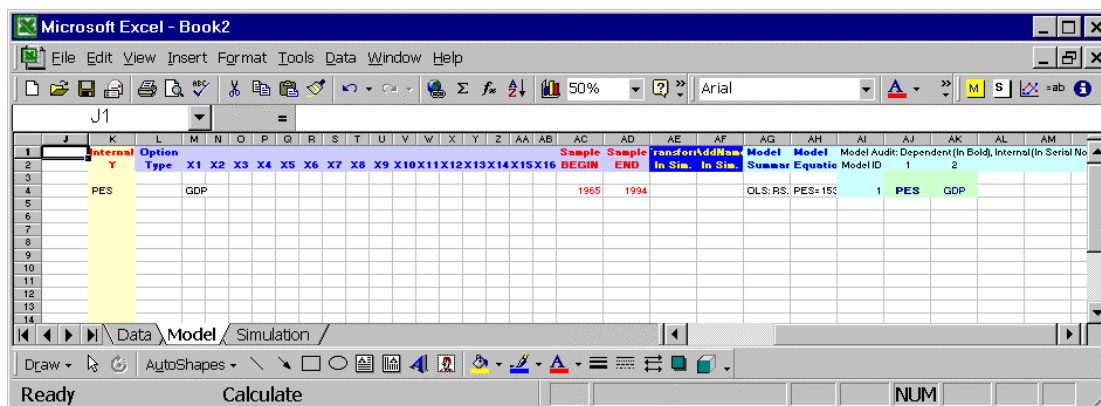 Microsoft Excel - Book2
File Edit View Insert Format Tools Data Window Help
50% Arial
J1 =
J K L M N O P Q R S T U V W X Y Z AA AB AC AD AE AF AG AH AI AJ AK AL AM
1 Internal Option Sample Sample Model Model Model Audit: Dependent (In Bold), Internal (In Serial No
2 Y Type X1 X2 X3 X4 X5 X6 X7 X8 X9 X10 X11 X12 X13 X14 X15 X16 BEGIN END In Sim. In Sim. Summar Equatio Model ID 1 2
3
4 PES GDP 1965 1994 OLS: RS. PES= 153 1 PES GDP
5
6
7
8
9
10
11
12
13
14
Data Model Simulation
Draw AutoShapes
Ready Calculate NUM